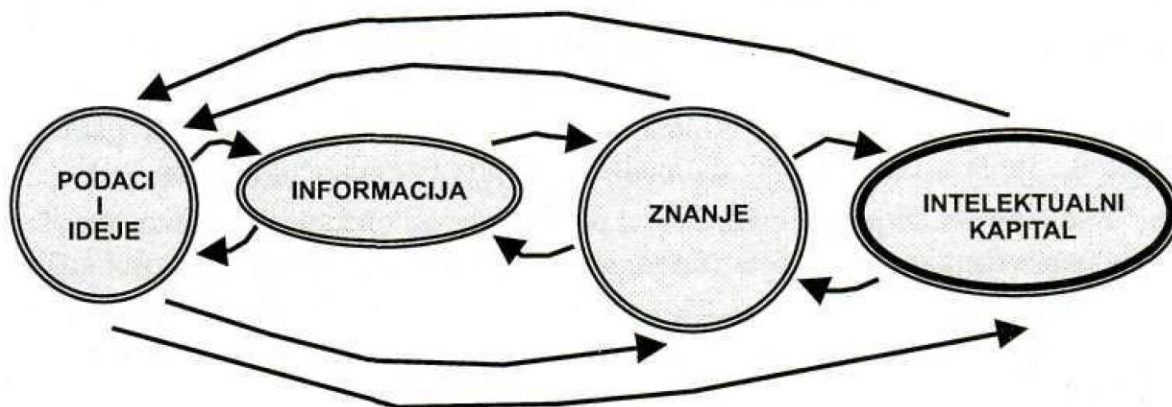 PODACI
I
IDEJE
INFORMACIJA
ZNANJE
INTELEKTUALNI
KAPITAL